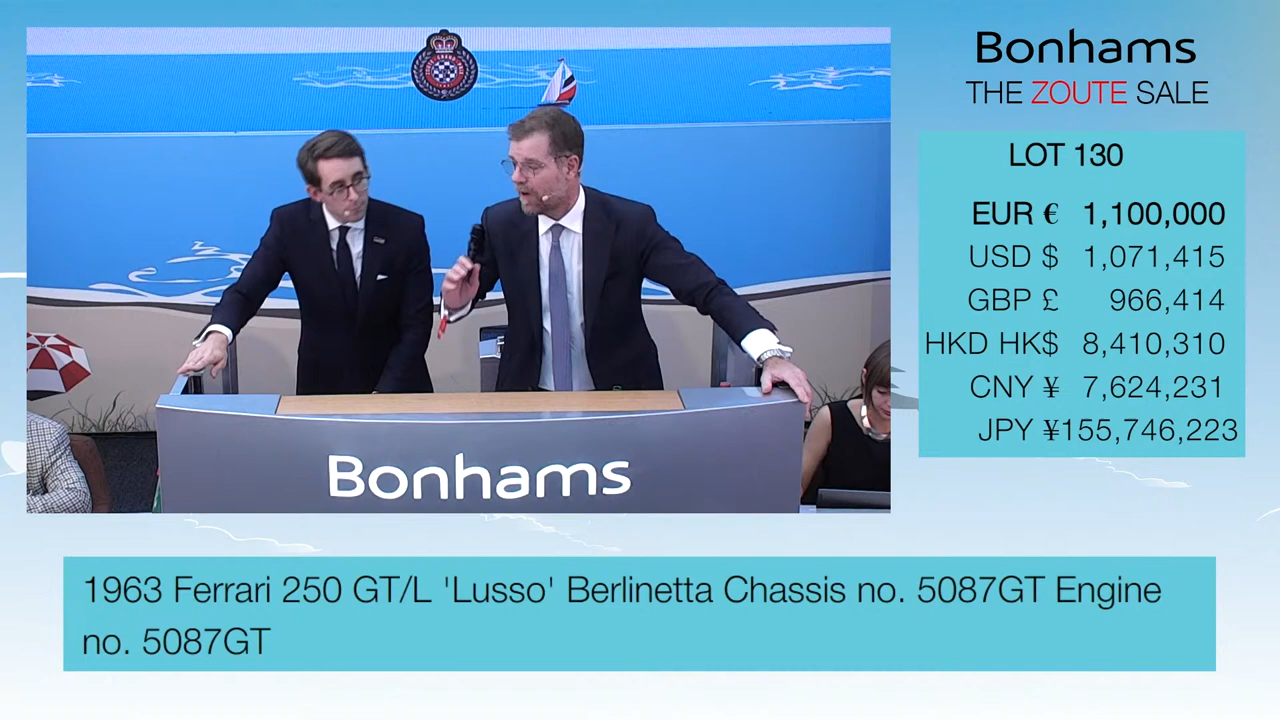 Bonhams
THE ZOUTE SALE
LOT 130
EUR € 1,100,000
USD $ 1,071,415
GBP £ 966,414
HKD HK$ 8,410,310
CNY ¥ 7,624,231
JPY ¥155,746,223
Bonhams
1963 Ferrari 250 GT/L 'Lusso' Berlinetta Chassis no. 5087GT Engine
no. 5087GT